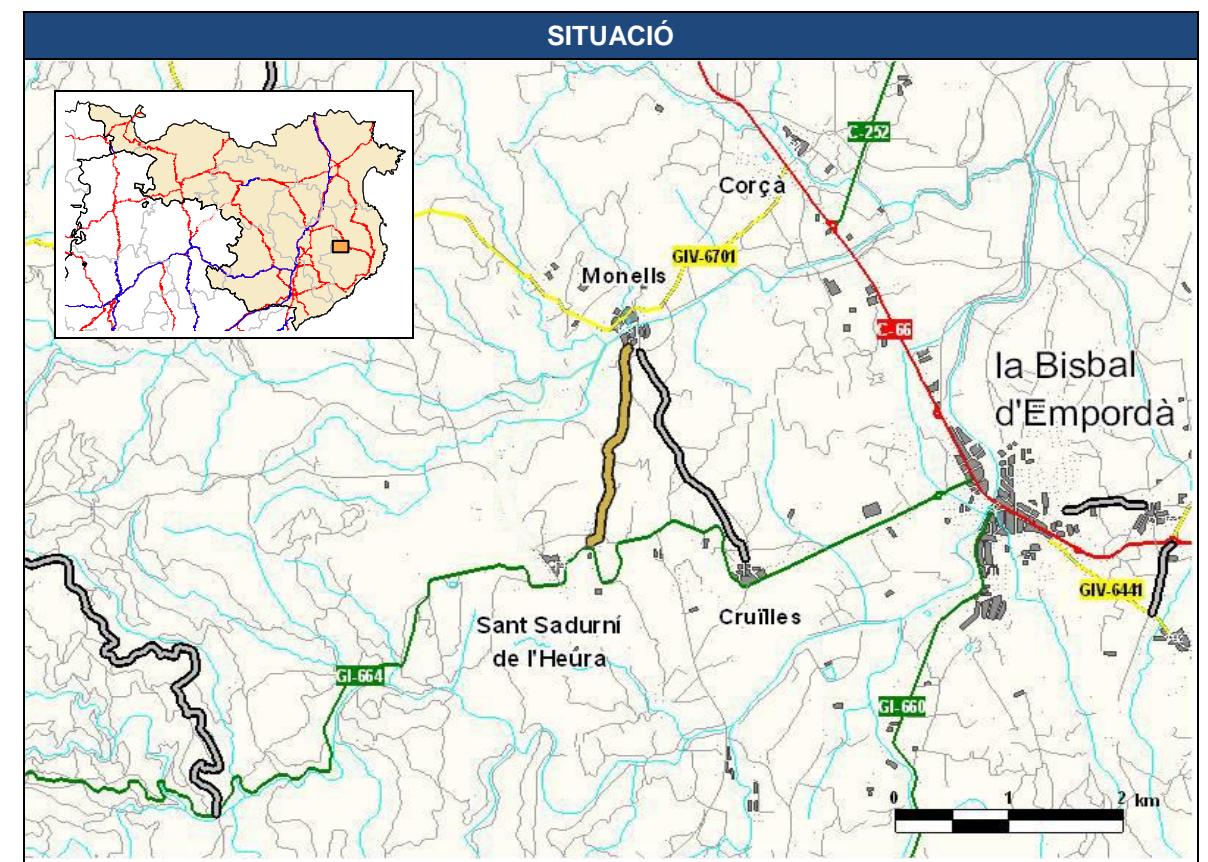 SITUACIÓ
C-252
Corçà
GIV-6701
Monells
C-66
la Bisbal
d'Empordà
GIV-6441
Sant Sadurní
de l'Heúra
Cruïlles
GI-664
GI-660
0 1 2 km